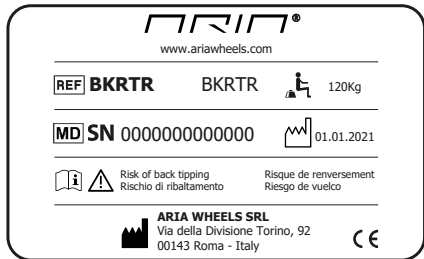 ARIA®
www.ariawheels.com
REF BKRTR BKRTR 120Kg
MD SN 0000000000000 01.01.2021
i Risk of back tipping Risque de renversement
Rischio di ribaltamento Riesgo de vuelco
ARIA WHEELS SRL
Via della Divisione Torino, 92
00143 Roma - Italy CE